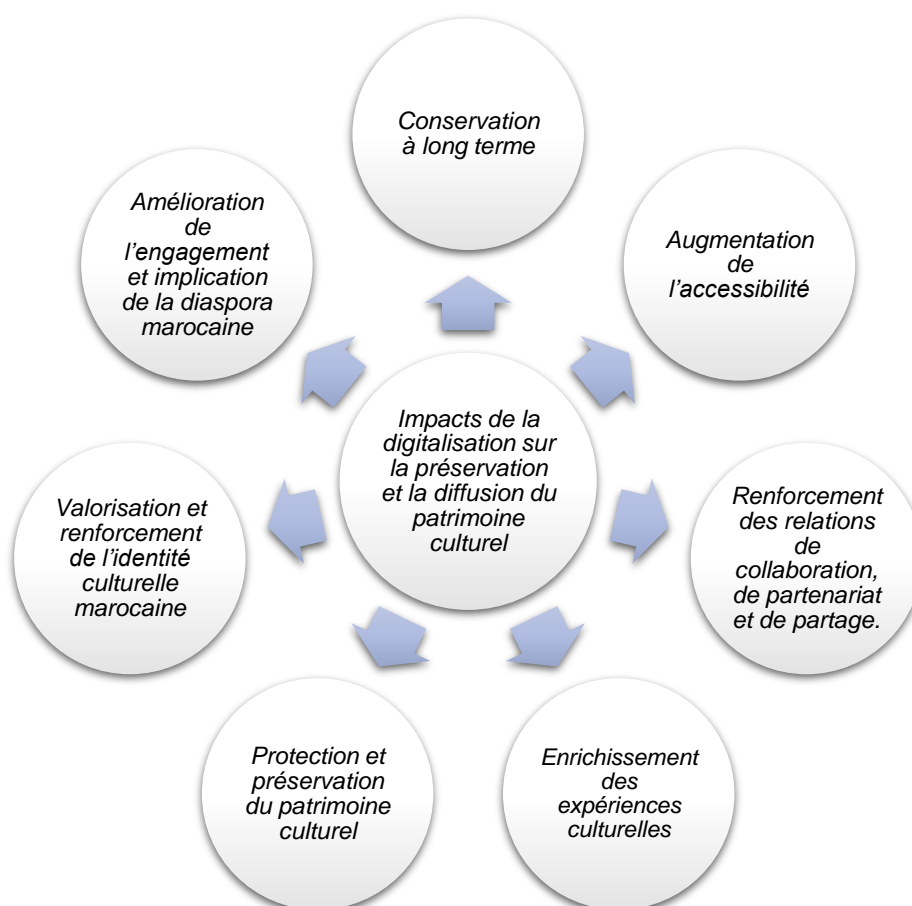 Conservation
à long terme
Augmentation
de
l'accessibilité
Renforcement
des relations
de
collaboration,
de partenariat
et de partage.
Enrichissement
des
expériences
culturelles
Protection et
préservation
du patrimoine
culturel
Valorisation et
renforcement
de l'identité
culturelle
marocaine
Amélioration
de
l'engagement
et implication
de la diaspora
marocaine
Impacts de la
digitalisation sur
la préservation
et la diffusion du
patrimoine
culturel